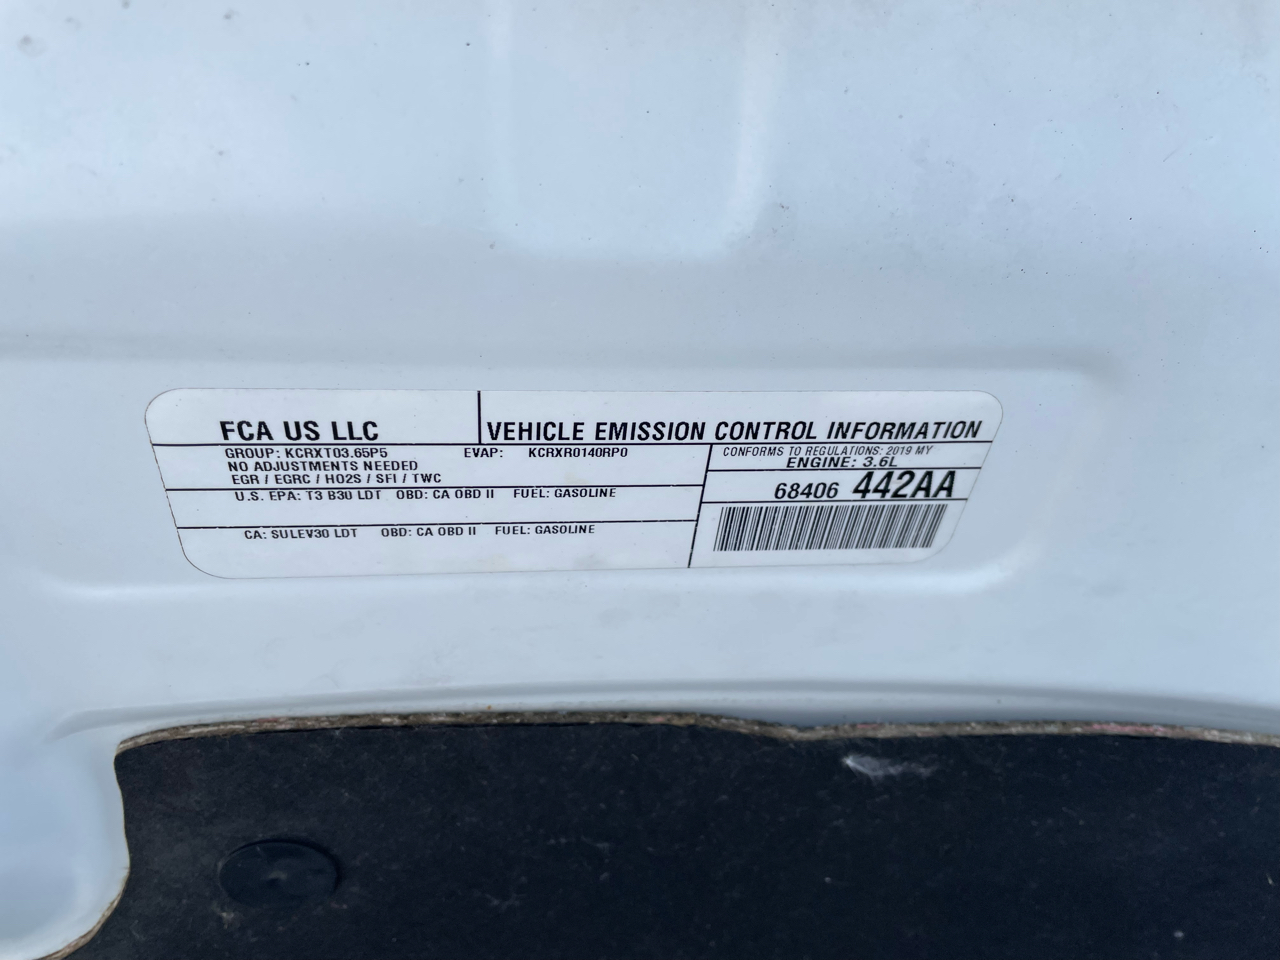 FCA US LLC
VEHICLE EMISSION CONTROL INFORMATION
GROUP: KCRXT03.65P5 EVAP: KCRXR0140RP0
NO ADJUSTMENTS NEEDED
EGR / EGRC / HO2S / SFI / TWC
CONFORMS TO REGULATIONS: 2019 MY
ENGINE: 3.6L
U.S. EPA: T3 B30 LDT OBD: CA OBD II FUEL: GASOLINE
68406 442AA
CA: SULEV30 LDT OBD: CA OBD II FUEL: GASOLINE